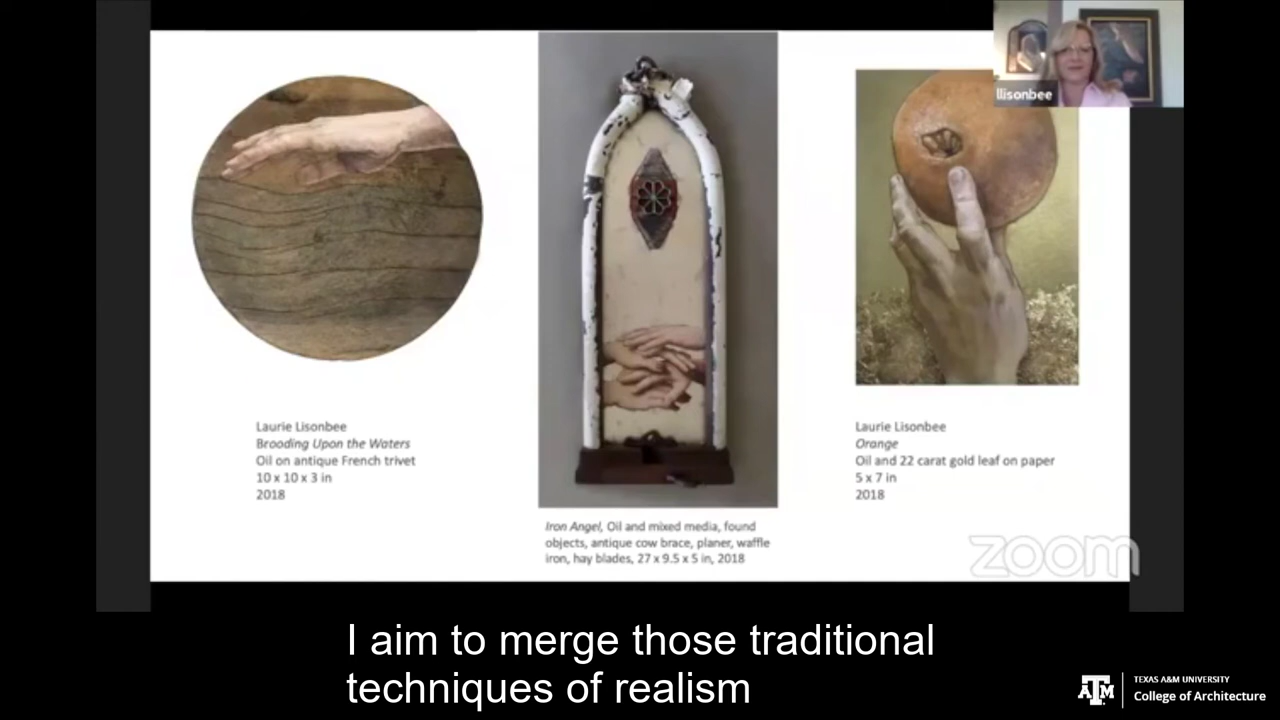 llisonbee
Laurie Lisonbee
Brooding Upon the Waters
Oil on antique French trivet
10 x 10 x 3 in
2018
Iron Angel, Oil and mixed media, found
objects, antique cow brace, planer, waffle
iron, hay blades, 27 x 9.5 x 5 in, 2018
Laurie Lisonbee
Orange
Oil and 22 carat gold leaf on paper
5 x 7 in
2018
zoom
I aim to merge those traditional
techniques of realism
ATM
TEXAS A&M UNIVERSITY
College of Architecture